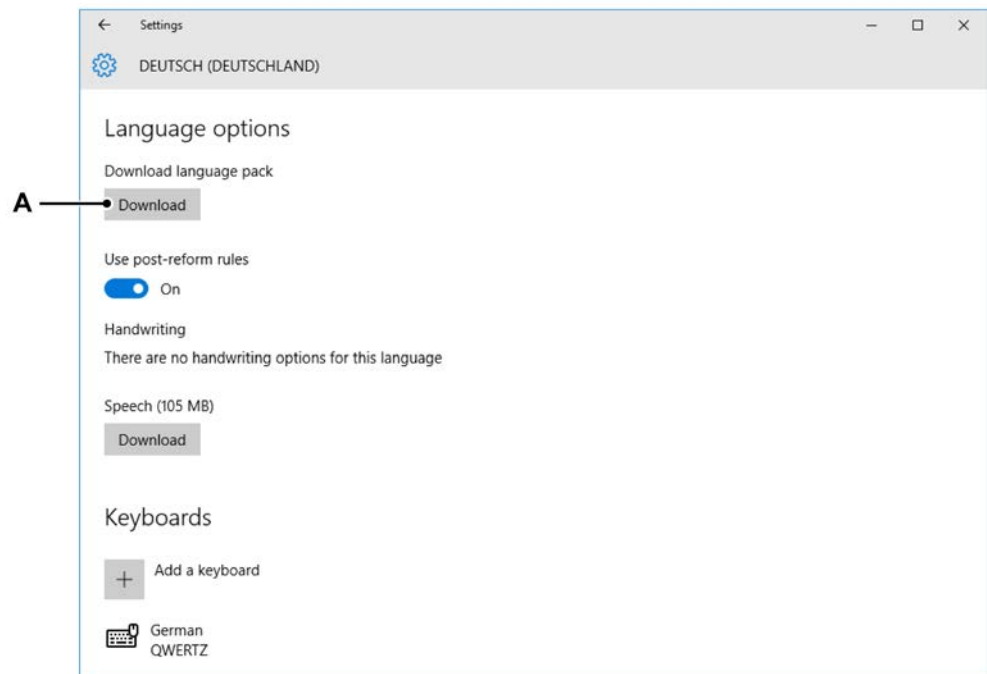 Settings
DEUTSCH (DEUTSCHLAND)
Language options
Download language pack
A
Download
Use post-reform rules
On
Handwriting
There are no handwriting options for this language
Speech (105 MB)
Download
Keyboards
Add a keyboard
German
QWERTZ